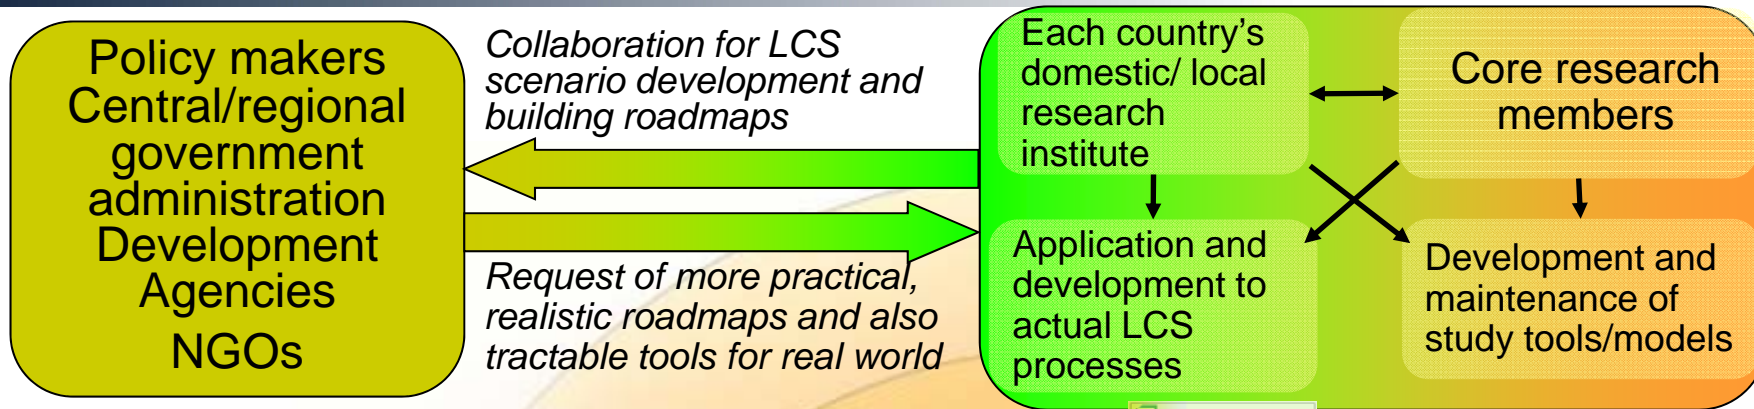 Policy makers
Central/regional
government
administration
Development
Agencies
NGOs
Collaboration for LCS
scenario development and
building roadmaps
Request of more practical,
realistic roadmaps and also
tractable tools for real world
Each country’s
domestic/ local
research
institute
Core research
members
Application and
development to
actual LCS
processes
Development and
maintenance of
study tools/models